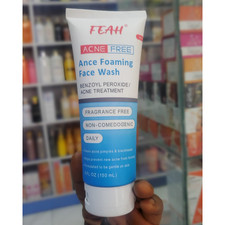 FEAH
ACNE FREE
Ance Foaming
Face Wash
BENZOYL PEROXIDE/
ACNE TREATMENT
FRAGRANCE FREE
NON-COMEDOGENIC
DAILY